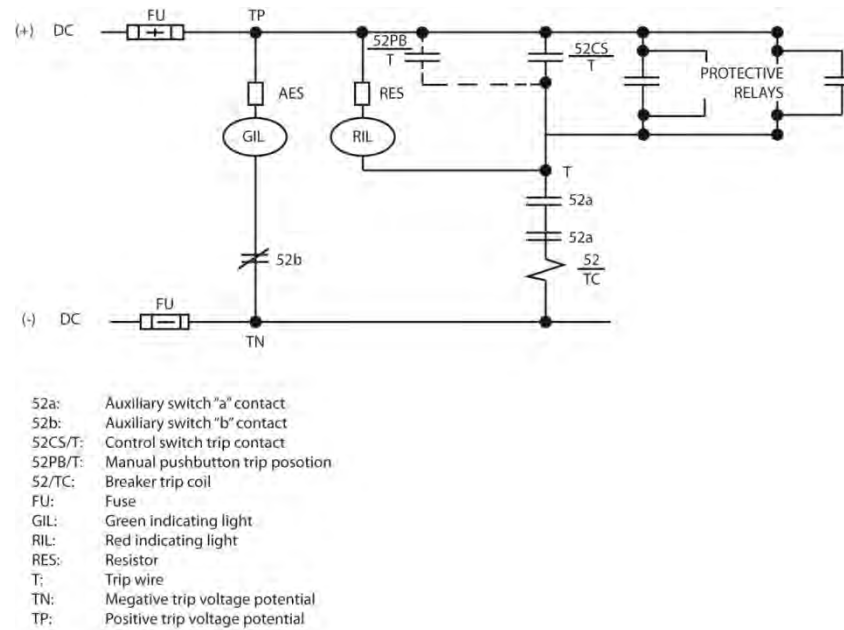 FU
TP
(+) DC
52PB
T
52CS
T
PROTECTIVE
RELAYS
AES
RES
GIL
RIL
T
52a
52a
52b
52
TC
FU
(-) DC
TN
52a: Auxiliary switch "a" contact
52b: Auxiliary switch "b" contact
52CS/T: Control switch trip contact
52PB/T: Manual pushbutton trip posotion
52/TC: Breaker trip coil
FU: Fuse
GIL: Green indicating light
RIL: Red indicating light
RES: Resistor
T: Trip wire
TN: Megative trip voltage potential
TP: Positive trip voltage potential